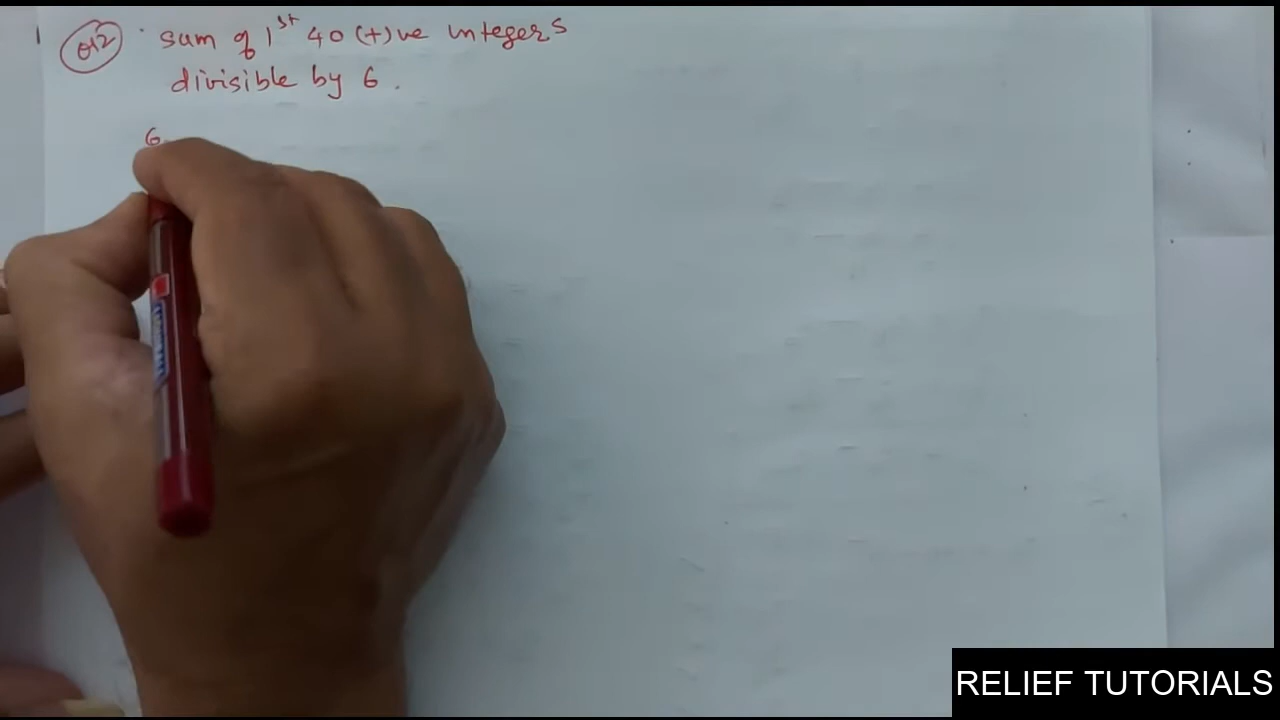 Q12 sum of 1st 40 (+)ve integers
divisible by 6.
6
RELIEF TUTORIALS